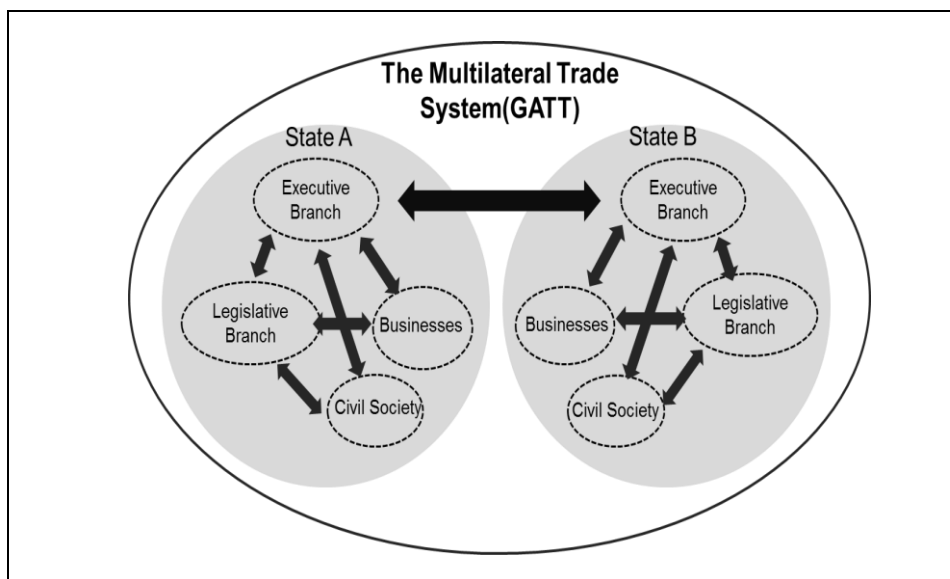 The Multilateral Trade
System(GATT)
State A
Executive
Branch
Legislative
Branch
Businesses
Civil Society
State B
Executive
Branch
Businesses
Legislative
Branch
Civil Society